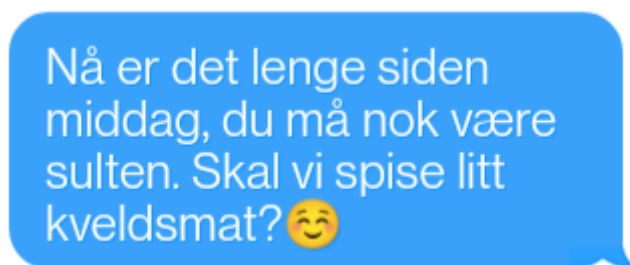 Nå er det lenge siden
middag, du må nok være
sulten. Skal vi spise litt
kveldsmat?☺️